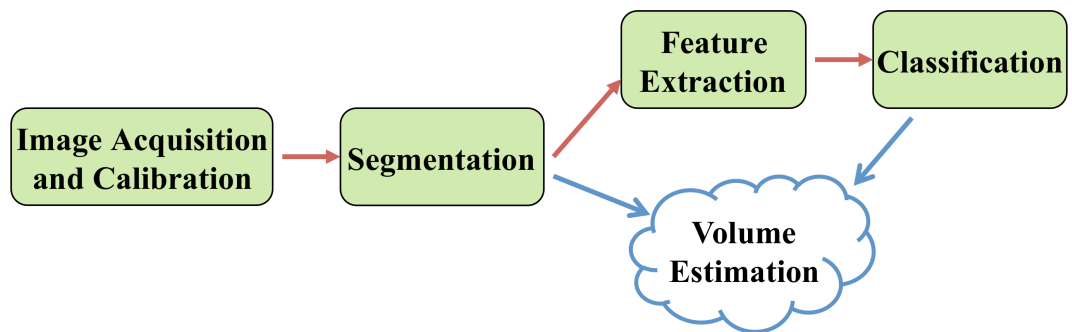 Image Acquisition
and Calibration
Segmentation
Feature
Extraction
Classification
Volume
Estimation